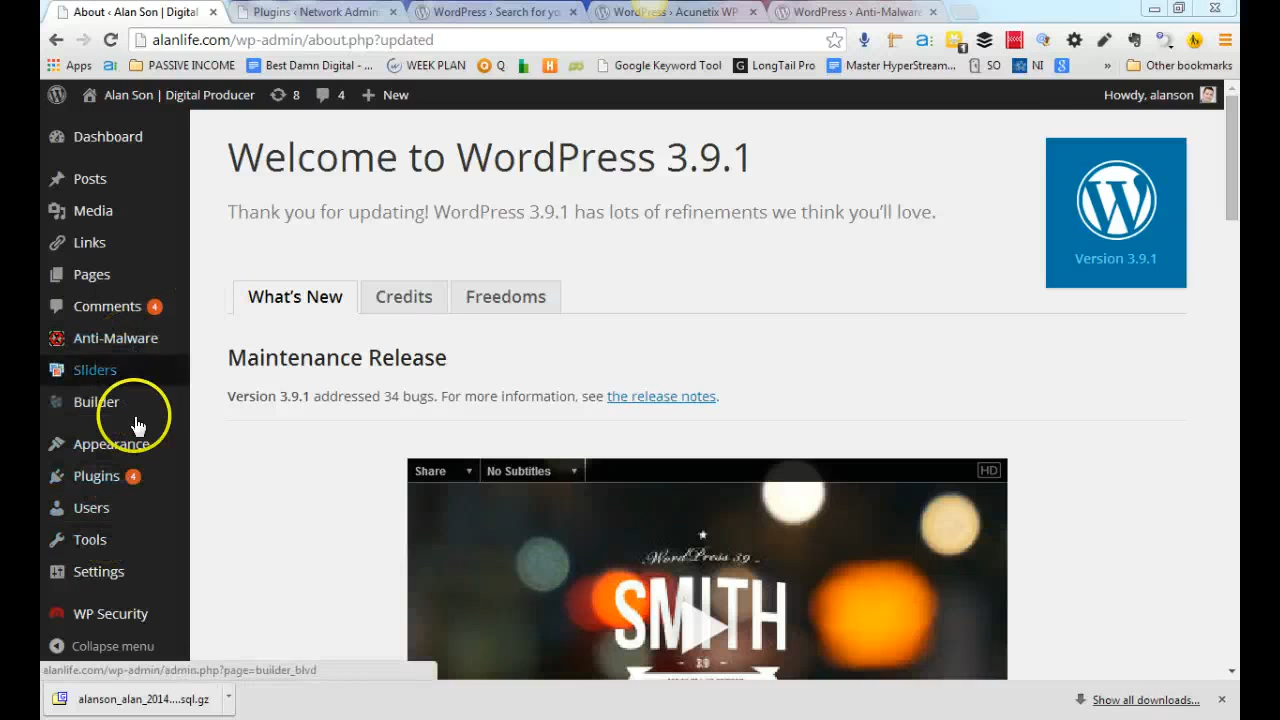 About ‹ Alan Son | Digital
Plugins ‹ Network Admin
WordPress › Search for yo
WordPress › Acunetix WP
WordPress › Anti-Malware
alanlife.com/wp-admin/about.php?updated
Apps
PASSIVE INCOME
Best Damn Digital - ...
WEEK PLAN
Q
Google Keyword Tool
LongTail Pro
Master HyperStream...
SO
NI
»
Other bookmarks
Alan Son | Digital Producer
8
4
New
Howdy, alanson
Dashboard
Posts
Media
Links
Pages
Comments 4
Anti-Malware
Sliders
Builder
Appearance
Plugins 4
Users
Tools
Settings
WP Security
Collapse menu
Welcome to WordPress 3.9.1
Thank you for updating! WordPress 3.9.1 has lots of refinements we think you’ll love.
Version 3.9.1
What’s New
Credits
Freedoms
Maintenance Release
Version 3.9.1 addressed 34 bugs. For more information, see the release notes.
Share
No Subtitles
HD
WordPress 3.9
SMITH
3.9
alanlife.com/wp-admin/admin.php?page=builder_blvd
alanson_alan_2014....sql.gz
Show all downloads...